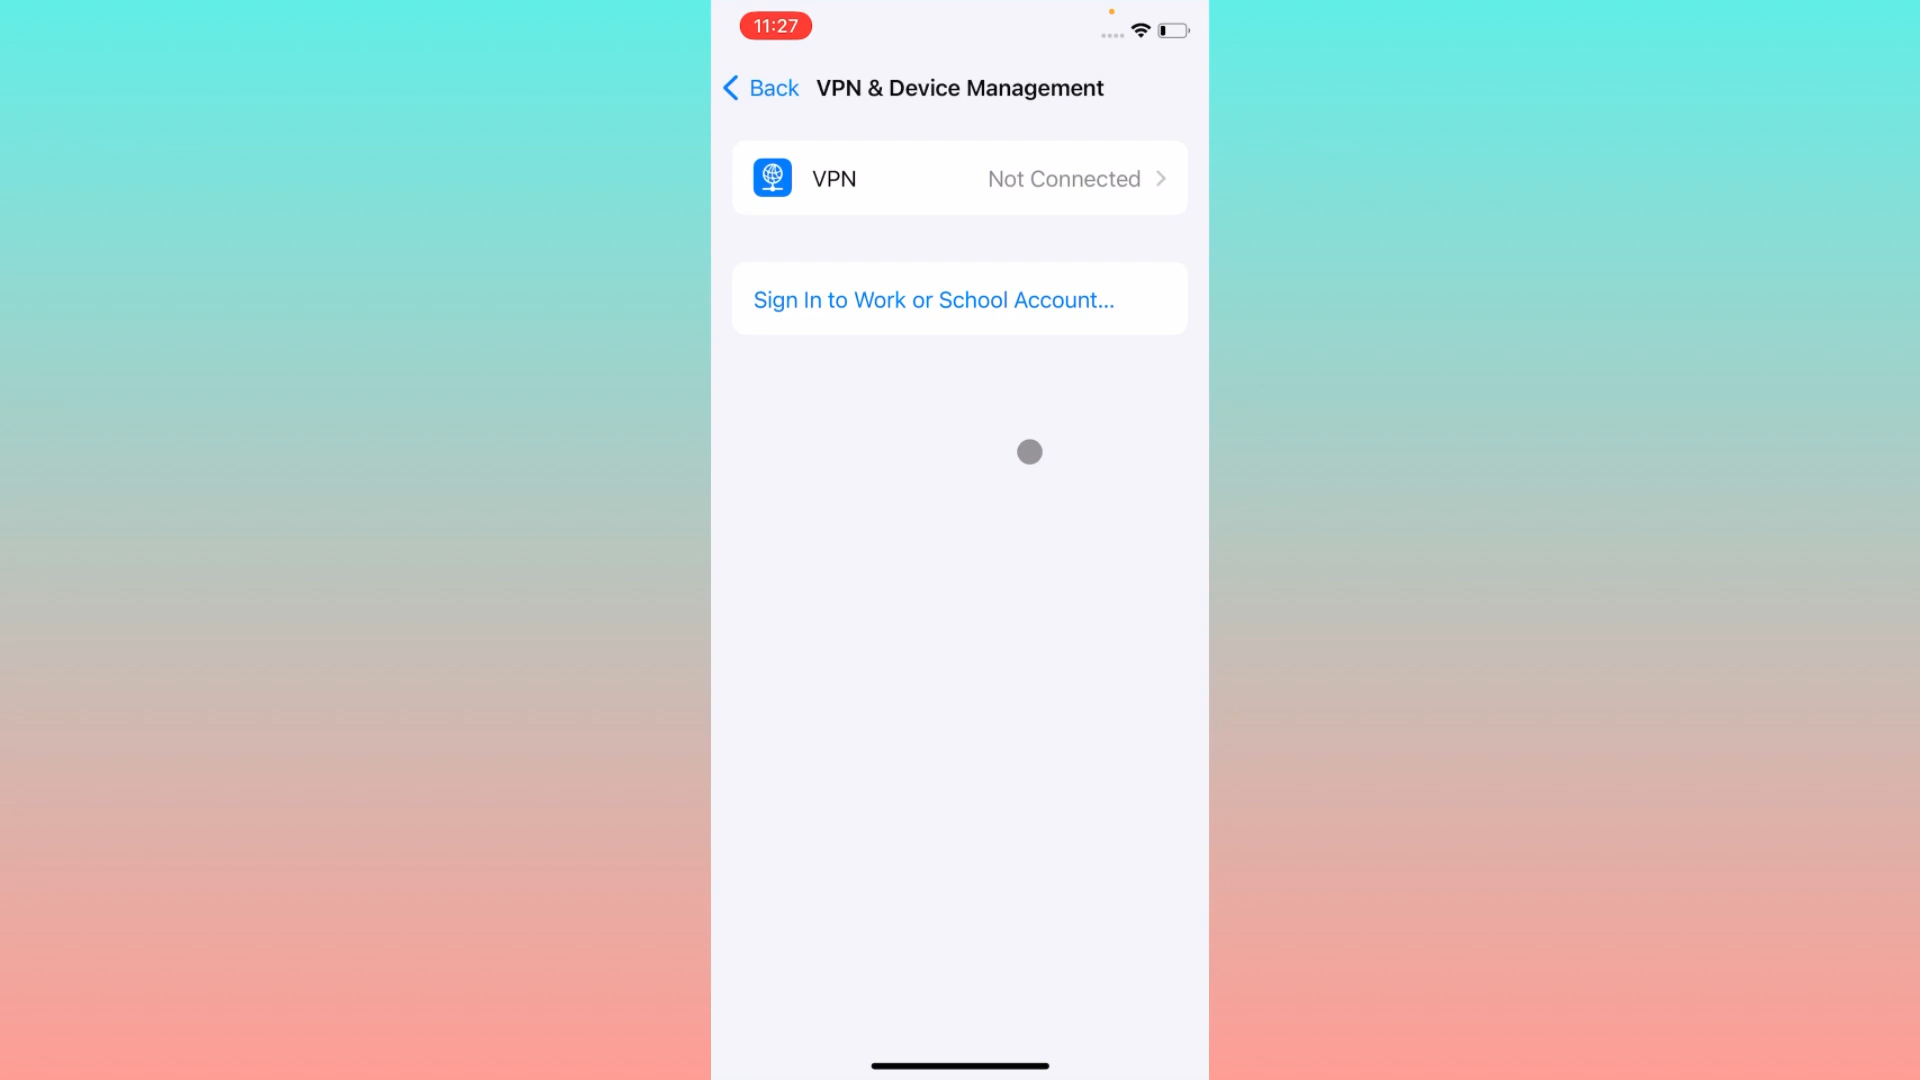 11:27
Back
VPN & Device Management
VPN
Not Connected
Sign In to Work or School Account...